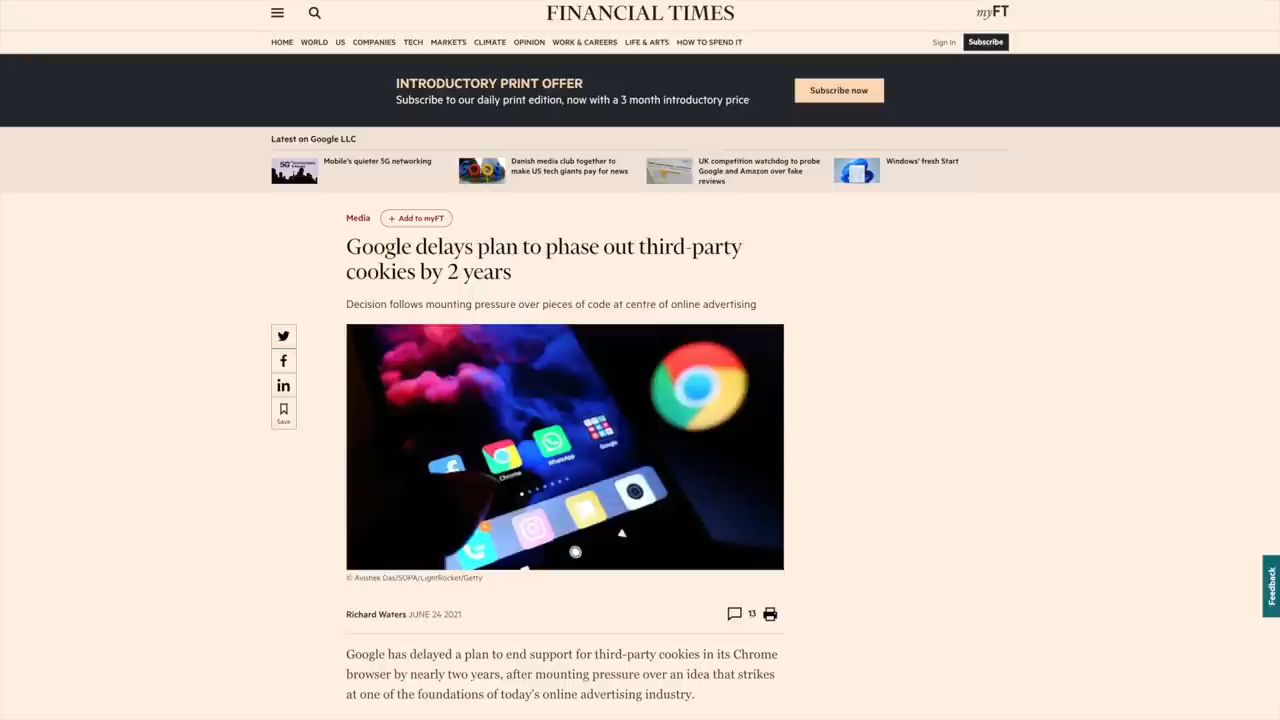 FINANCIAL TIMES
myFT
HOME WORLD US COMPANIES TECH MARKETS CLIMATE OPINION WORK & CAREERS LIFE & ARTS HOW TO SPEND IT
Sign In
Subscribe
INTRODUCTORY PRINT OFFER
Subscribe to our daily print edition, now with a 3 month introductory price
Subscribe now
Latest on Google LLC
5G
Mobile's quieter 5G networking
Danish media club together to
make US tech giants pay for news
UK competition watchdog to probe
Google and Amazon over fake
reviews
Windows' fresh Start
Media
+ Add to myFT
Google delays plan to phase out third-party
cookies by 2 years
Decision follows mounting pressure over pieces of code at centre of online advertising
Save
Chrome
WhatsApp
Google
© Avishek Das/SOPA/LightRocket/Getty
Richard Waters JUNE 24 2021
13
Google has delayed a plan to end support for third-party cookies in its Chrome
browser by nearly two years, after mounting pressure over an idea that strikes
at one of the foundations of today's online advertising industry.
Feedback